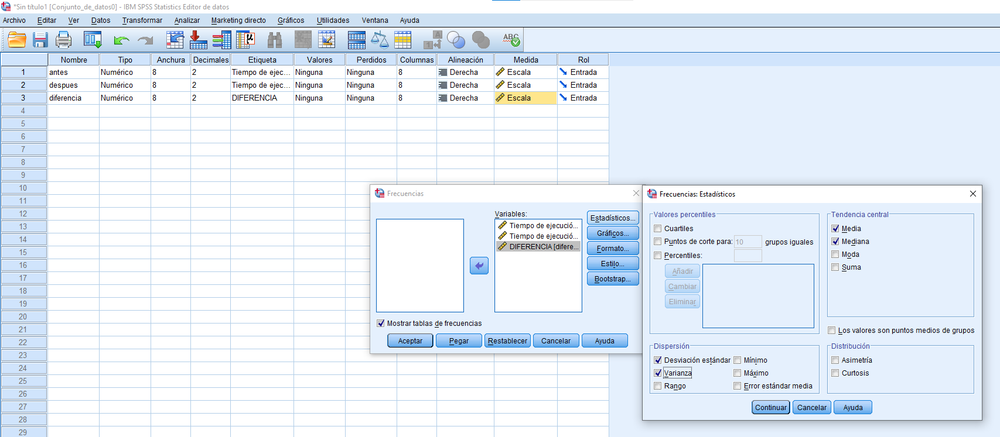 *Sin título1 [Conjunto_de_datos0] - IBM SPSS Statistics Editor de datos
Archivo Editar Ver Datos Transformar Analizar Marketing directo Gráficos Utilidades Ventana Ayuda
Nombre Tipo Anchura Decimales Etiqueta Valores Perdidos Columnas Alineación Medida Rol
1 antes Numérico 8 2 Tiempo de ejec... Ninguna Ninguna 8 Derecha Escala Entrada
2 despues Numérico 8 2 Tiempo de ejec... Ninguna Ninguna 8 Derecha Escala Entrada
3 diferencia Numérico 8 2 DIFERENCIA Ninguna Ninguna 8 Derecha Escala Entrada
4
5
6
7
8
9
10
11
12
13
14
15
16
17
18
19
20
21
22
23
24
25
26
27
28
29
Frecuencias
Variables:
Tiempo de ejecució...
Tiempo de ejecució...
DIFERENCIA [difere...
Estadísticos...
Gráficos...
Formato...
Estilo...
Bootstrap...
Mostrar tablas de frecuencias
Aceptar Pegar Restablecer Cancelar Ayuda
Frecuencias: Estadísticos
Valores percentiles
Cuartiles
Puntos de corte para: 10 grupos iguales
Percentiles:
Añadir
Cambiar
Eliminar
Tendencia central
Media
Mediana
Moda
Suma
Los valores son puntos medios de grupos
Dispersión
Desviación estándar Mínimo
Varianza Máximo
Rango Error estándar media
Distribución
Asimetría
Curtosis
Continuar Cancelar Ayuda